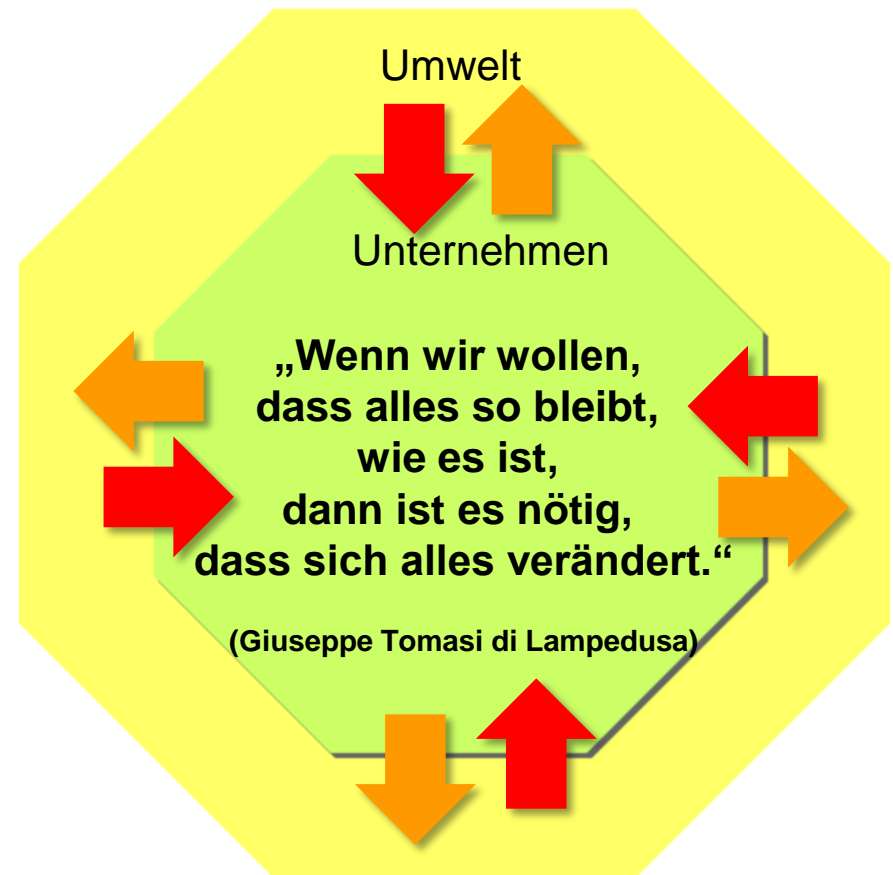 Umwelt
Unternehmen
„Wenn wir wollen,
dass alles so bleibt,
wie es ist,
dann ist es nötig,
dass sich alles verändert.“
(Giuseppe Tomasi di Lampedusa)